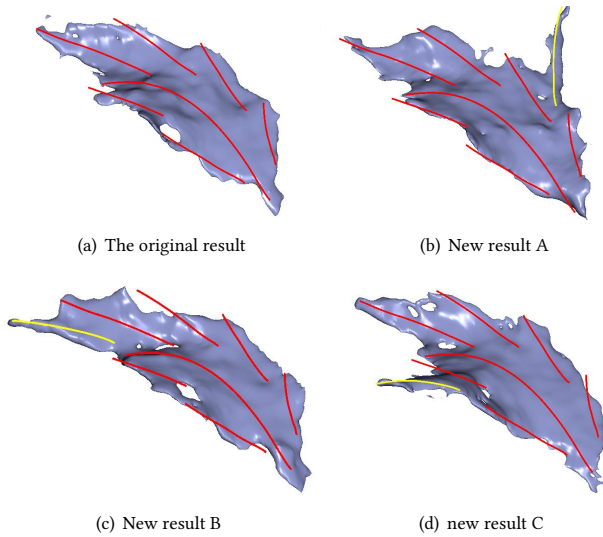 (a) The original result
(b) New result A
(c) New result B
(d) new result C